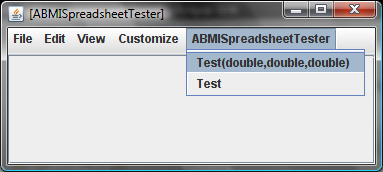 [ABMISpreadsheetTester]
File Edit View Customize ABMISpreadsheetTester
Test(double,double,double)
Test